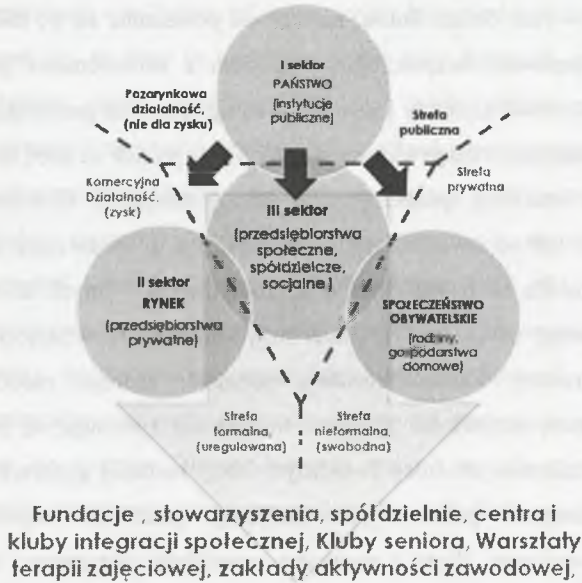 I sektor
PAŃSTWO
(instytucje
publiczne)
Pozarynkowa
działalność,
(nie dla zysku)
Strefa
publiczna
Komercyjna
Działalność,
(zysk)
Strefa
prywatna
III sektor
(przedsiębiorstwa
społeczne,
spółdzielcze,
socjalne)
II sektor
RYNEK
(przedsiębiorstwa
prywatne)
SPOŁECZEŃSTWO
OBYWATELSKIE
(rodziny,
gospodarstwa
domowe)
Strefa
formalna,
(uregulowana)
Strefa
nieformalna,
(swobodna)
Fundacje , stowarzyszenia, spółdzielnie, centra i
kluby integracji społecznej, Kluby seniora, Warsztaty
terapii zajęciowej, zakłady aktywności zawodowej,